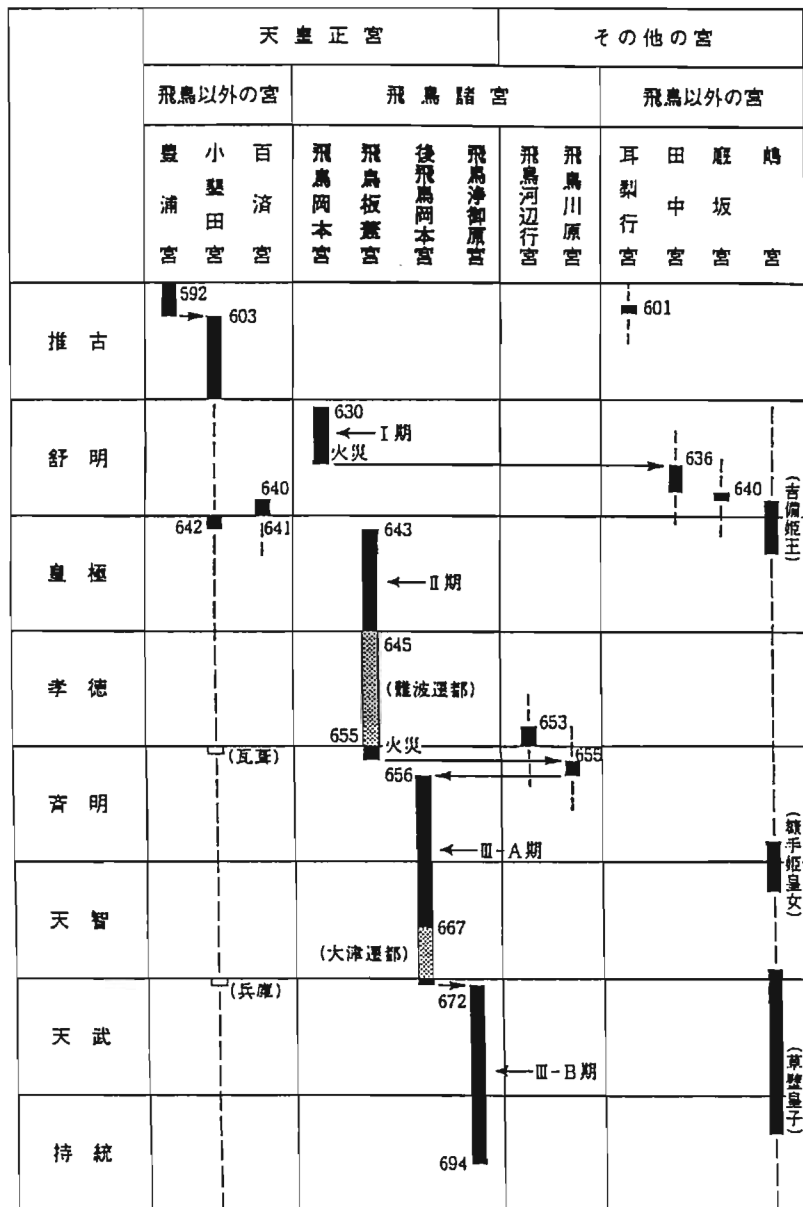 天皇正宮 その他の宮
飛鳥以外の宮 飛鳥諸宮 飛鳥以外の宮
豊浦宮
小墾田宮
百済宮
飛鳥岡本宮
飛鳥板蓋宮
後飛鳥岡本宮
飛鳥浄御原宮
飛鳥河辺行宮
飛鳥川原宮
耳梨行宮
田中宮
厩坂宮
嶋宮
推古
592
603
601
舒明
630
Ⅰ期
火災
636
640
640
(吉備姫王)
皇極
642
641
643
Ⅱ期
孝徳
645
(難波遷都)
653
655
火災
斉明
(瓦葺)
655
656
Ⅲ-A期
(糠手姫皇女)
天智
667
(大津遷都)
天武
(兵庫)
672
Ⅲ-B期
(草壁皇子)
持統
694